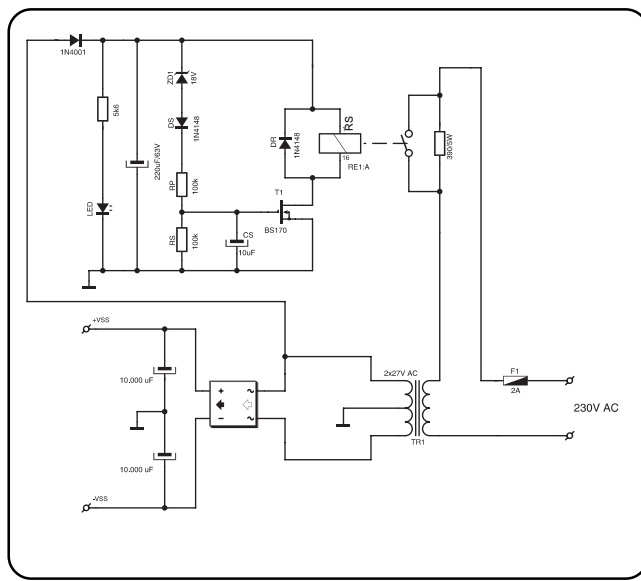 1N4001
5k6
LED
220uF/63V
ZD1
18V
DS
1N4148
RP
100k
RS
100k
CS
10uF
T1
BS170
DR
1N4148
1
RS
16
RE1:A
390/5W
+VSS
10.000 uF
10.000 uF
-VSS
+
−
~
~
2x27V AC
TR1
F1
2A
230V AC